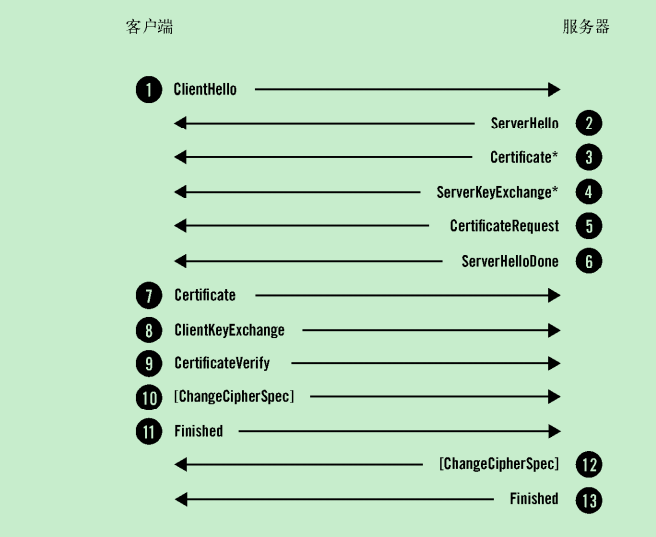 客户端 服务器
1 ClientHello
ServerHello 2
Certificate* 3
ServerKeyExchange* 4
CertificateRequest 5
ServerHelloDone 6
7 Certificate
8 ClientKeyExchange
9 CertificateVerify
10 [ChangeCipherSpec]
11 Finished
[ChangeCipherSpec] 12
Finished 13